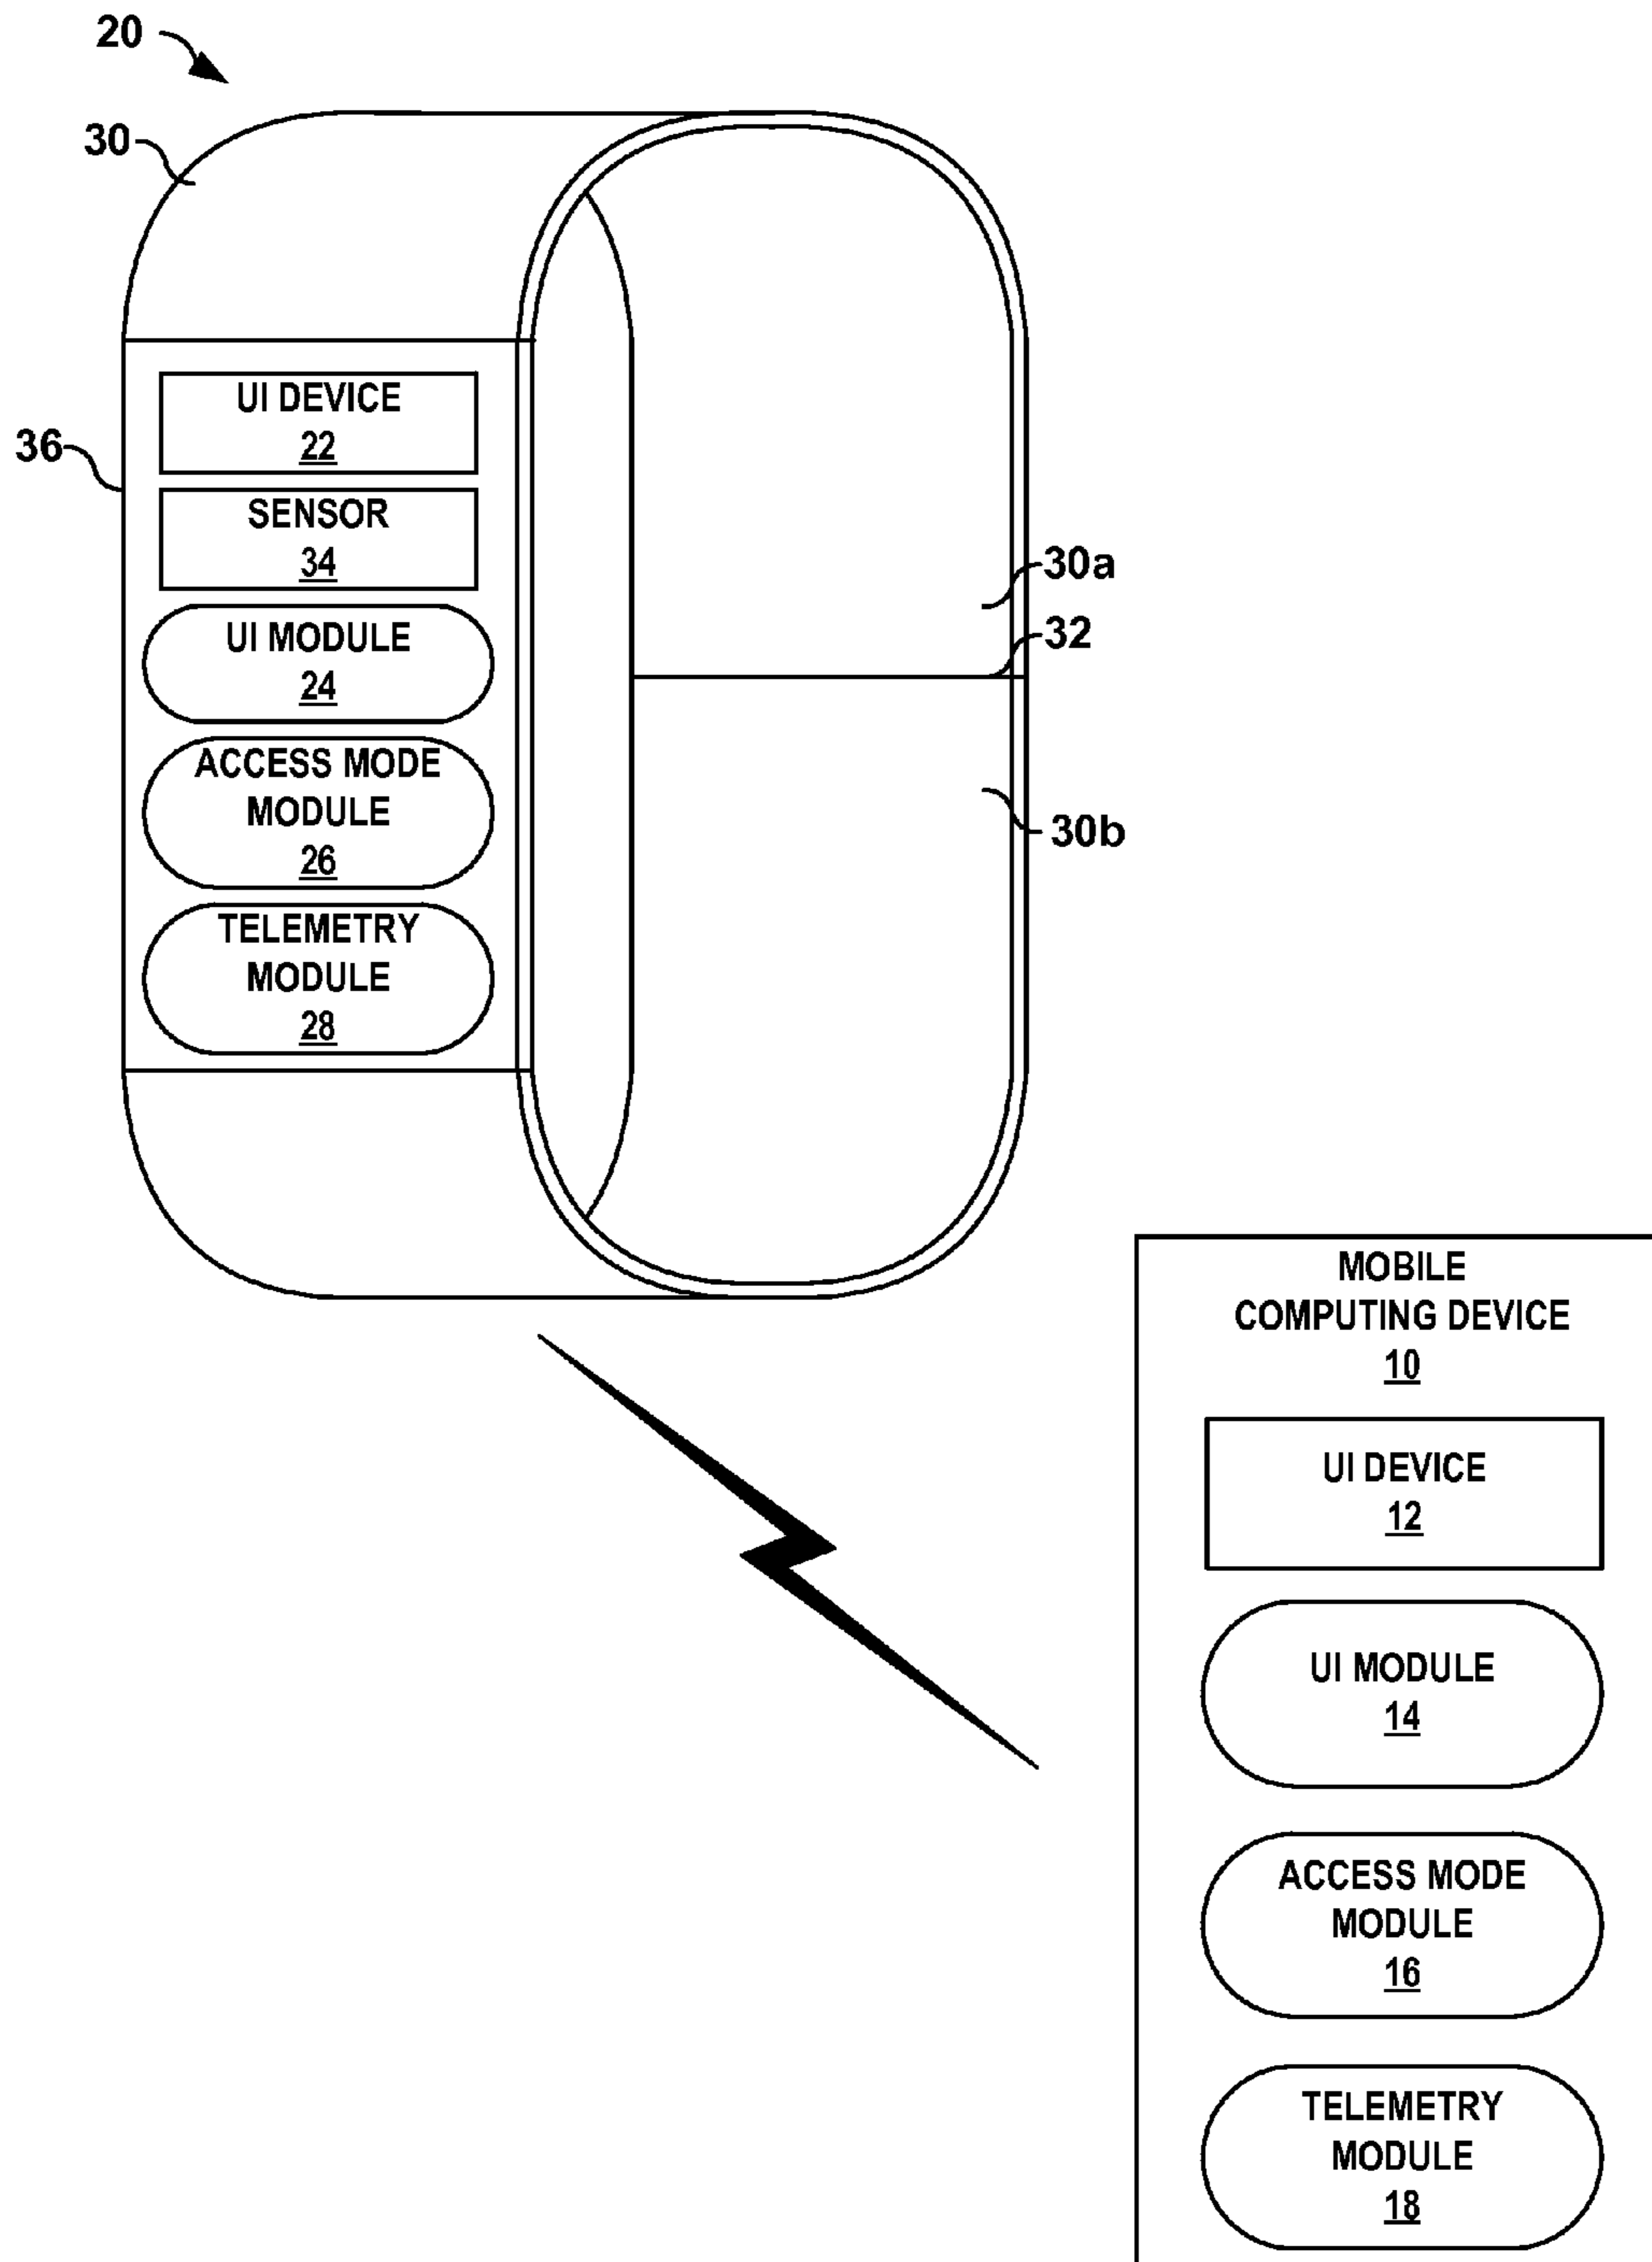 20
30
UI DEVICE
22
36
SENSOR
34
30a
UI MODULE
24
32
ACCESS MODE
MODULE
26
30b
TELEMETRY
MODULE
28
MOBILE
COMPUTING DEVICE
10
UI DEVICE
12
UI MODULE
14
ACCESS MODE
MODULE
16
TELEMETRY
MODULE
18